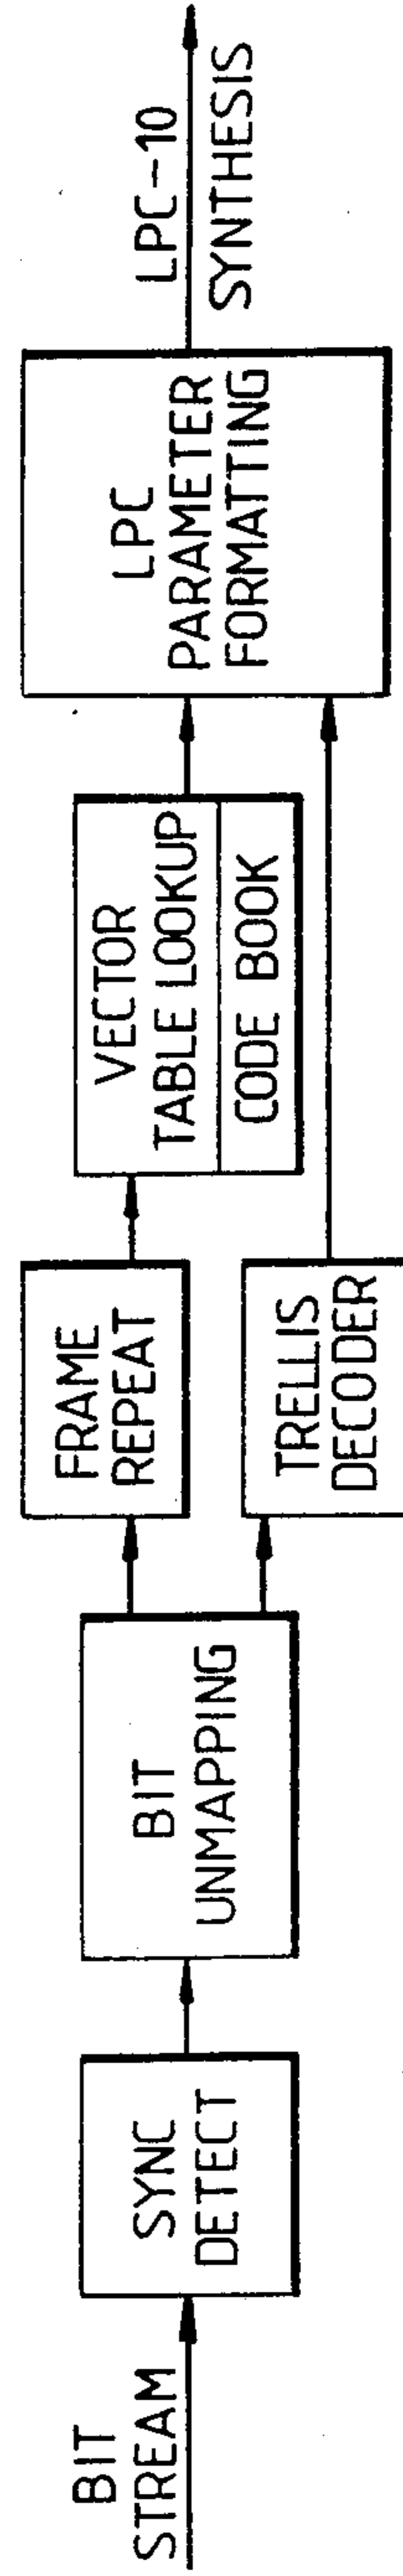 BIT
STREAM
SYNC
DETECT
BIT
UNMAPPING
FRAME
REPEAT
TRELLIS
DECODER
VECTOR
TABLE LOOKUP
CODE BOOK
LPC
PARAMETER
FORMATTING
LPC-10
SYNTHESIS